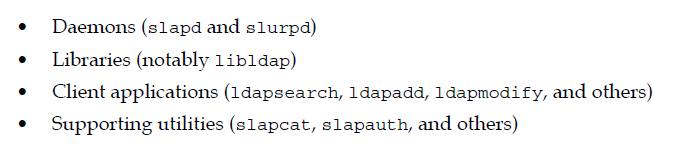 • Daemons (slapd and slurpd)
• Libraries (notably libldap)
• Client applications (ldapsearch, ldapadd, ldapmodify, and others)
• Supporting utilities (slapcat, slapauth, and others)